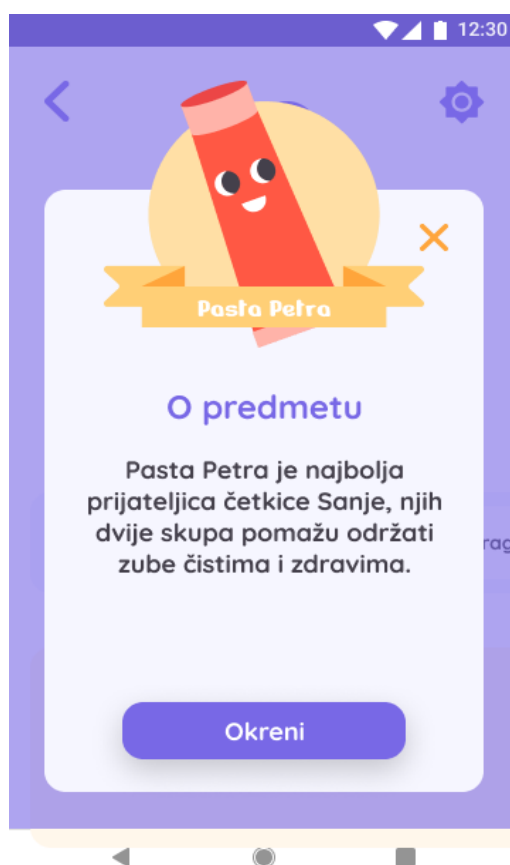 12:30
Pasta Petra
O predmetu
Pasta Petra je najbolja
prijateljica četkice Sanje, njih
dvije skupa pomažu održati
zube čistima i zdravima.
Okreni